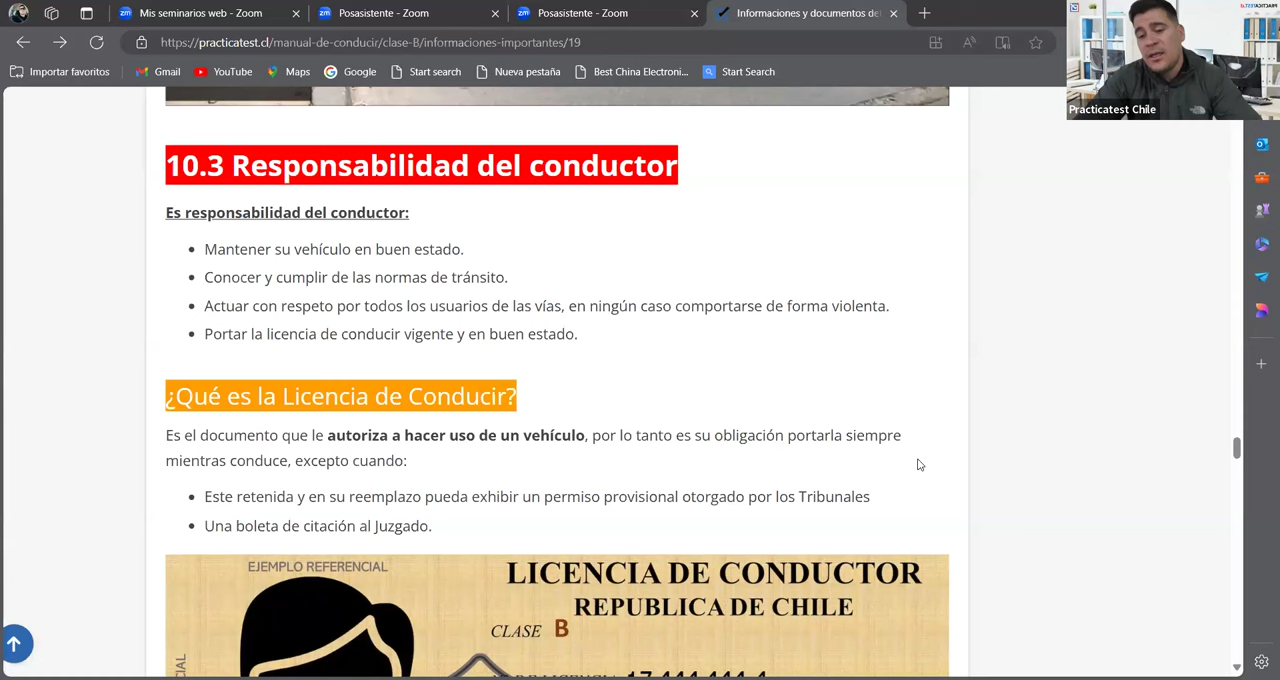 Mis seminarios web - Zoom
Posasistente - Zoom
Posasistente - Zoom
Informaciones y documentos del
https://practicatest.cl/manual-de-conducir/clase-B/informaciones-importantes/19
Importar favoritos
Gmail
YouTube
Maps
Google
Start search
Nueva pestaña
Best China Electroni...
Start Search
Practicatest Chile
10.3 Responsabilidad del conductor
Es responsabilidad del conductor:
Mantener su vehículo en buen estado.
Conocer y cumplir de las normas de tránsito.
Actuar con respeto por todos los usuarios de las vías, en ningún caso comportarse de forma violenta.
Portar la licencia de conducir vigente y en buen estado.
¿Qué es la Licencia de Conducir?
Es el documento que le autoriza a hacer uso de un vehículo, por lo tanto es su obligación portarla siempre
mientras conduce, excepto cuando:
Este retenida y en su reemplazo pueda exhibir un permiso provisional otorgado por los Tribunales
Una boleta de citación al Juzgado.
EJEMPLO REFERENCIAL
LICENCIA DE CONDUCTOR
REPUBLICA DE CHILE
CLASE B